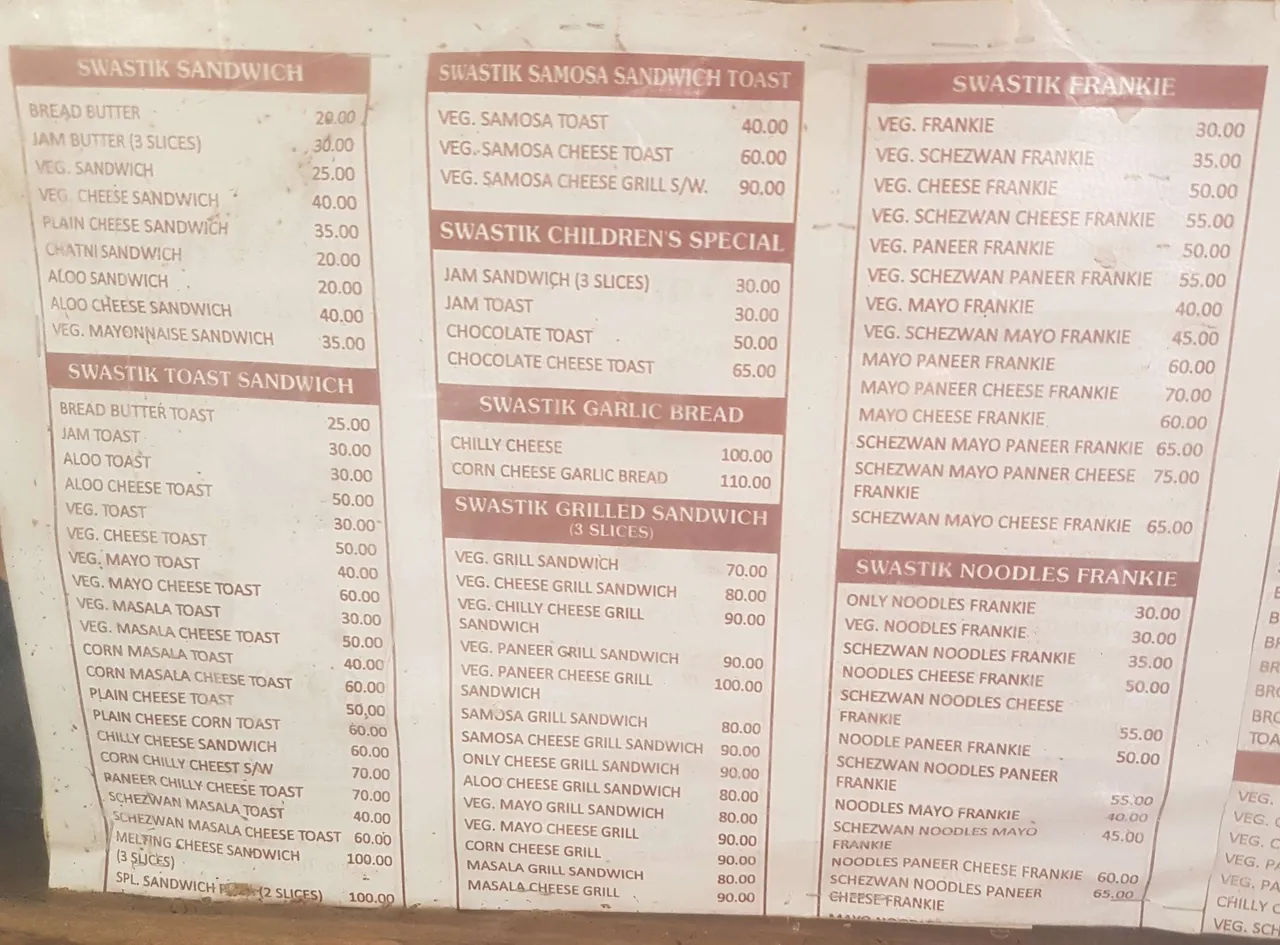 SWASTIK SANDWICH
BREAD BUTTER 20.00
JAM BUTTER (3 SLICES) 30.00
VEG. SANDWICH 25.00
VEG. CHEESE SANDWICH 40.00
PLAIN CHEESE SANDWICH 35.00
CHATNI SANDWICH 20.00
ALOO SANDWICH 20.00
ALOO CHEESE SANDWICH 40.00
VEG. MAYONNAISE SANDWICH 35.00
SWASTIK TOAST SANDWICH
BREAD BUTTER TOAST 25.00
JAM TOAST 30.00
ALOO TOAST 30.00
ALOO CHEESE TOAST 50.00
VEG. TOAST 30.00
VEG. CHEESE TOAST 50.00
VEG. MAYO TOAST 40.00
VEG. MAYO CHEESE TOAST 60.00
VEG. MASALA TOAST 30.00
VEG. MASALA CHEESE TOAST 50.00
CORN MASALA TOAST 40.00
CORN MASALA CHEESE TOAST 60.00
PLAIN CHEESE TOAST 50.00
PLAIN CHEESE CORN TOAST 60.00
CHILLY CHEESE SANDWICH 60.00
CORN CHILLY CHEEST S/W 70.00
PANEER CHILLY CHEESE TOAST 70.00
SCHEZWAN MASALA TOAST 40.00
SCHEZWAN MASALA CHEESE TOAST 60.00
MELTING CHEESE SANDWICH 100.00
(3 SLICES)
SPL. SANDWICH (2 SLICES) 100.00
SWASTIK SAMOSA SANDWICH TOAST
VEG. SAMOSA TOAST 40.00
VEG. SAMOSA CHEESE TOAST 60.00
VEG. SAMOSA CHEESE GRILL S/W. 90.00
SWASTIK CHILDREN'S SPECIAL
JAM SANDWICH (3 SLICES) 30.00
JAM TOAST 30.00
CHOCOLATE TOAST 50.00
CHOCOLATE CHEESE TOAST 65.00
SWASTIK GARLIC BREAD
CHILLY CHEESE 100.00
CORN CHEESE GARLIC BREAD 110.00
SWASTIK GRILLED SANDWICH
(3 SLICES)
VEG. GRILL SANDWICH 70.00
VEG. CHEESE GRILL SANDWICH 80.00
VEG. CHILLY CHEESE GRILL 90.00
SANDWICH
VEG. PANEER GRILL SANDWICH 90.00
VEG. PANEER CHEESE GRILL 100.00
SANDWICH
SAMOSA GRILL SANDWICH 80.00
SAMOSA CHEESE GRILL SANDWICH 90.00
ONLY CHEESE GRILL SANDWICH 90.00
ALOO CHEESE GRILL SANDWICH 80.00
VEG. MAYO GRILL SANDWICH 80.00
VEG. MAYO CHEESE GRILL 90.00
CORN CHEESE GRILL 90.00
MASALA GRILL SANDWICH 80.00
MASALA CHEESE GRILL 90.00
SWASTIK FRANKIE
VEG. FRANKIE 30.00
VEG. SCHEZWAN FRANKIE 35.00
VEG. CHEESE FRANKIE 50.00
VEG. SCHEZWAN CHEESE FRANKIE 55.00
VEG. PANEER FRANKIE 50.00
VEG. SCHEZWAN PANEER FRANKIE 55.00
VEG. MAYO FRANKIE 40.00
VEG. SCHEZWAN MAYO FRANKIE 45.00
MAYO PANEER FRANKIE 60.00
MAYO PANEER CHEESE FRANKIE 70.00
MAYO CHEESE FRANKIE 60.00
SCHEZWAN MAYO PANEER FRANKIE 65.00
SCHEZWAN MAYO PANNER CHEESE 75.00
FRANKIE
SCHEZWAN MAYO CHEESE FRANKIE 65.00
SWASTIK NOODLES FRANKIE
ONLY NOODLES FRANKIE 30.00
VEG. NOODLES FRANKIE 30.00
SCHEZWAN NOODLES FRANKIE 35.00
NOODLES CHEESE FRANKIE 50.00
SCHEZWAN NOODLES CHEESE
FRANKIE 55.00
NOODLE PANEER FRANKIE 50.00
SCHEZWAN NOODLES PANEER
FRANKIE 55.00
NOODLES MAYO FRANKIE 40.00
SCHEZWAN NOODLES MAYO 45.00
FRANKIE
NOODLES PANEER CHEESE FRANKIE 60.00
SCHEZWAN NOODLES PANEER 65.00
CHEESE FRANKIE
VEG.
VEG.
VEG.
VEG.
VEG.
CHILLY
VEG.